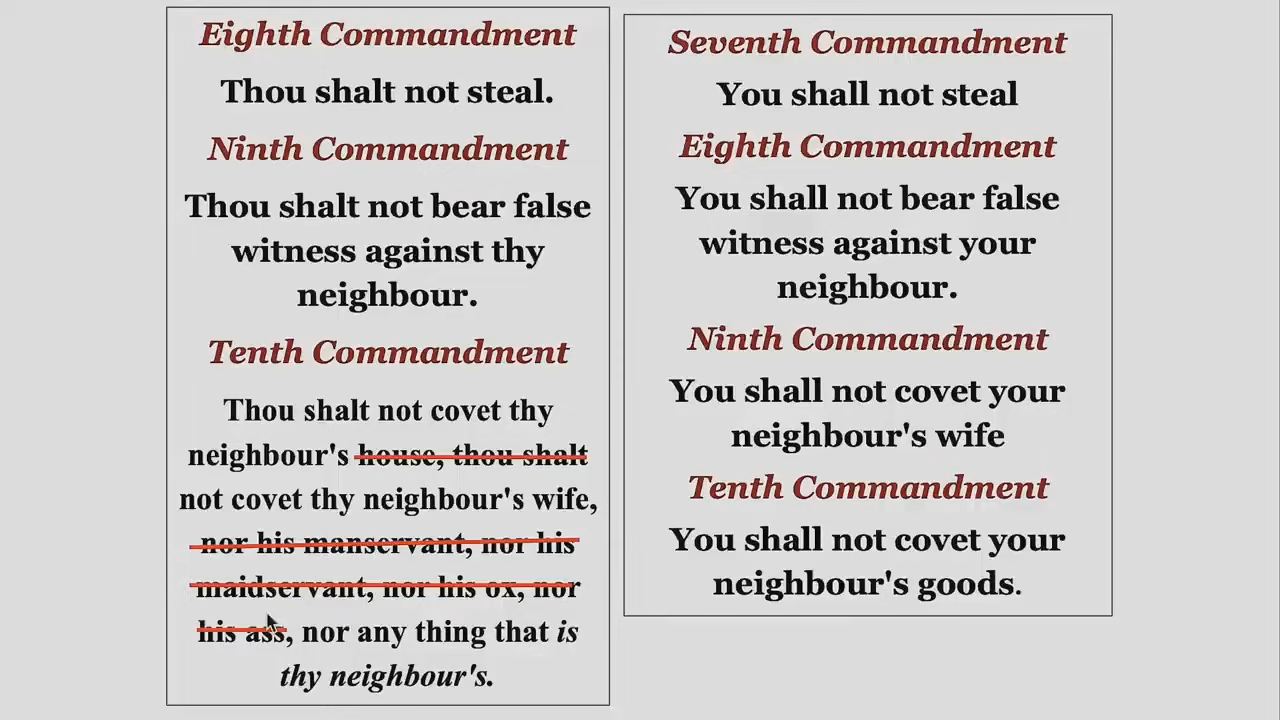 Eighth Commandment
Thou shalt not steal.
Ninth Commandment
Thou shalt not bear false
witness against thy
neighbour.
Tenth Commandment
Thou shalt not covet thy
neighbour's house, thou shalt
not covet thy neighbour's wife,
nor his manservant, nor his
maidservant, nor his ox, nor
his ass, nor any thing that is
thy neighbour's.
Seventh Commandment
You shall not steal
Eighth Commandment
You shall not bear false
witness against your
neighbour.
Ninth Commandment
You shall not covet your
neighbour's wife
Tenth Commandment
You shall not covet your
neighbour's goods.